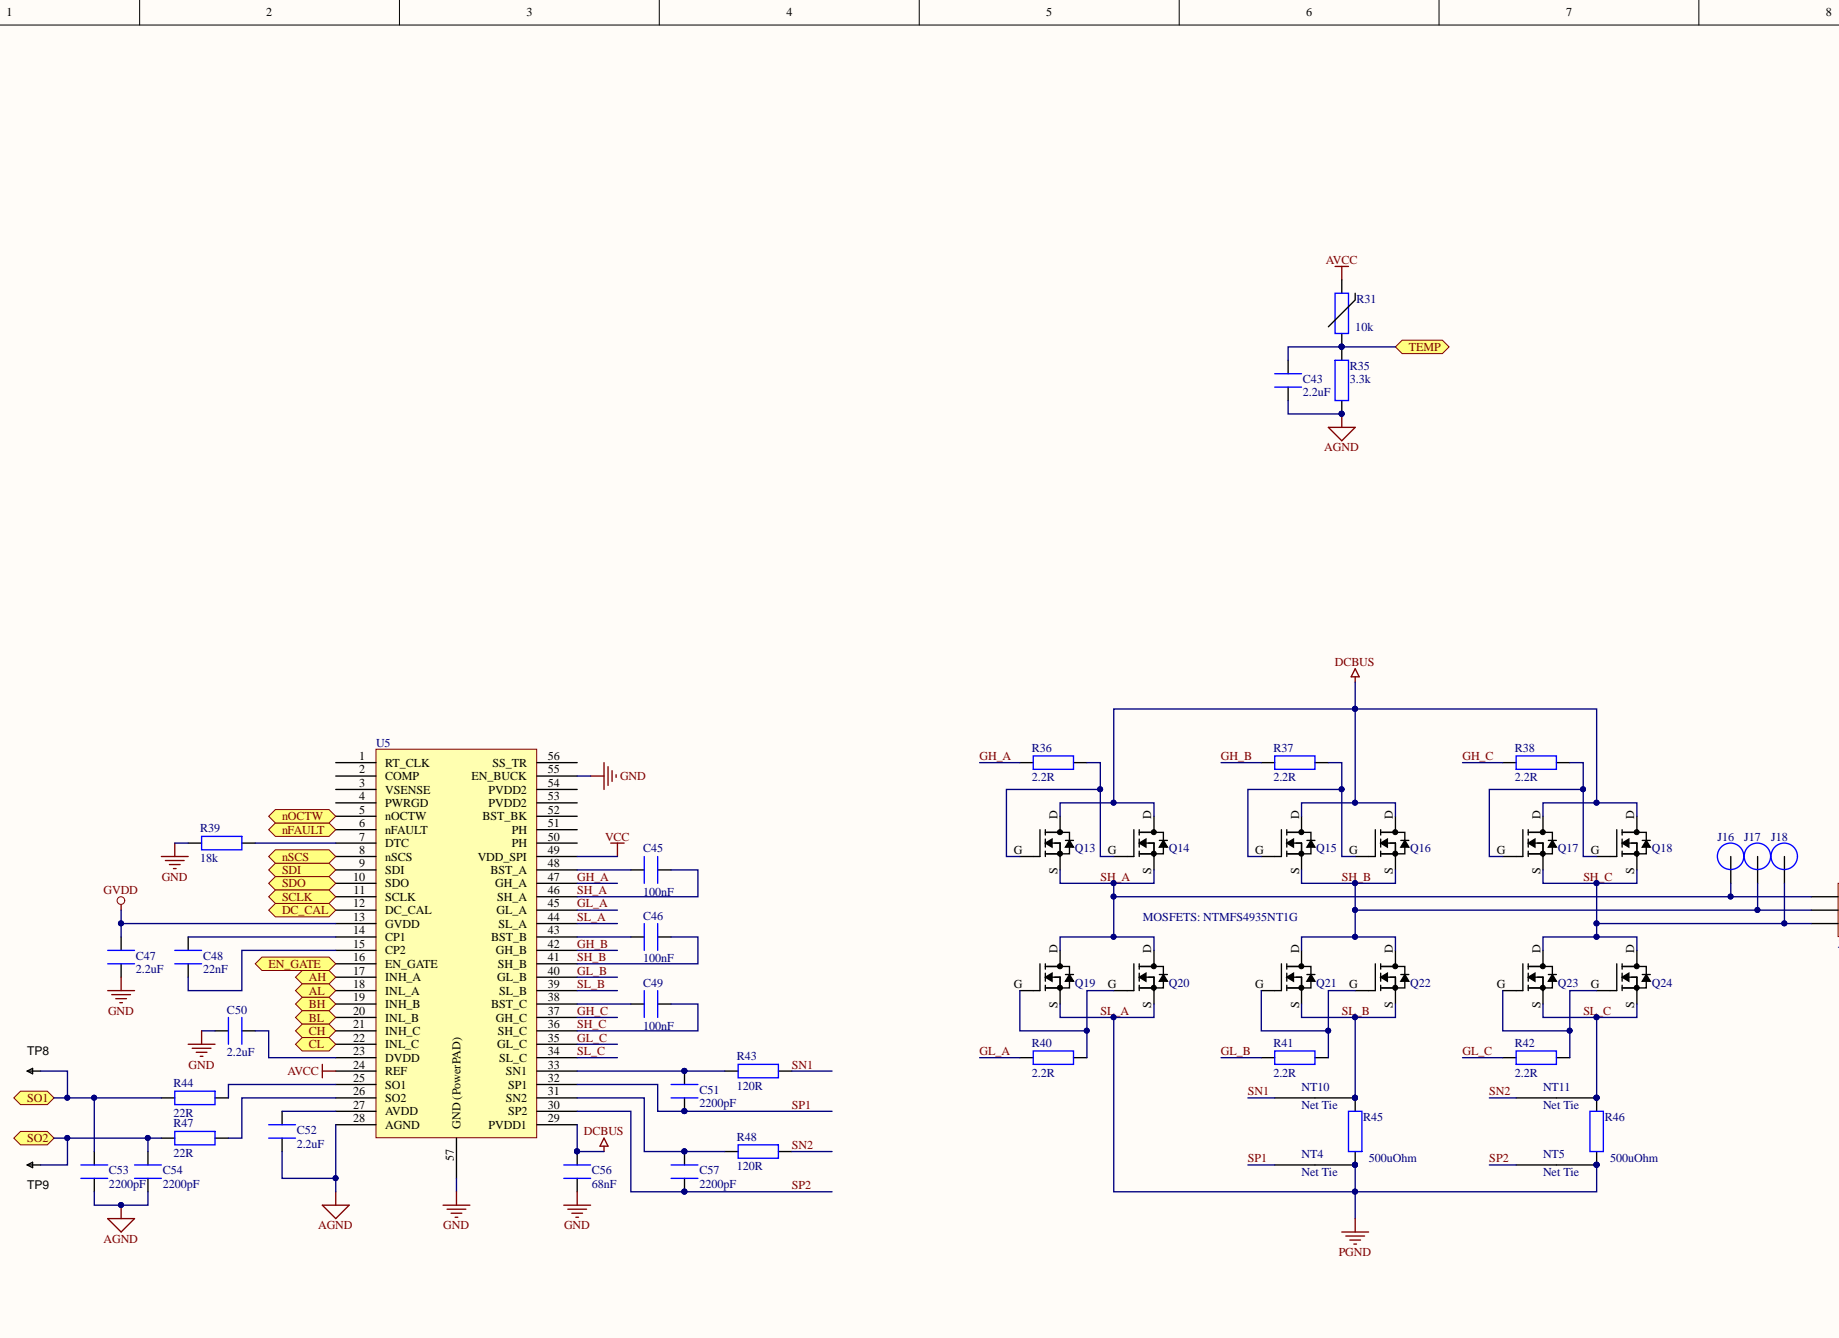 1 2 3 4 5 6 7 8
AVCC
R31
10k
TEMP
R35
3.3k
C43
2.2uF
AGND
DCBUS
GH_A
R36
2.2R
GH_B
R37
2.2R
GH_C
R38
2.2R
D D D D D D
G Q13 G Q14 G Q15 G Q16 G Q17 G Q18
S S S S S S
SH_A SH_B SH_C
J16 J17 J18
MOSFETS: NTMFS4935NT1G
D D D D D D
G Q19 G Q20 G Q21 G Q22 G Q23 G Q24
S S S S S S
SL_A SL_B SL_C
GL_A
R40
2.2R
GL_B
R41
2.2R
GL_C
R42
2.2R
SN1
NT10
Net Tie
R45
500uOhm
SP1
NT4
Net Tie
SN2
NT11
Net Tie
R46
500uOhm
SP2
NT5
Net Tie
PGND
U5
1 RT_CLK SS_TR 56
2 COMP EN_BUCK 55 GND
3 VSENSE PVDD2 54
4 PWRGD PVDD2 53
nOCTW 5 nOCTW BST_BK 52
nFAULT 6 nFAULT PH 51
7 DTC PH 50
nSCS 8 nSCS VDD_SPI 49 VCC
SDI 9 SDI BST_A 48
SDO 10 SDO GH_A 47 GH_A
SCLK 11 SCLK SH_A 46 SH_A
DC_CAL 12 DC_CAL GL_A 45 GL_A
13 GVDD SL_A 44 SL_A
14 CP1 BST_B 43
15 CP2 GH_B 42 GH_B
EN_GATE 16 EN_GATE SH_B 41 SH_B
AH 17 INH_A GL_B 40 GL_B
AL 18 INL_A SL_B 39 SL_B
BH 19 INH_B BST_C 38
BL 20 INL_B GH_C 37 GH_C
CH 21 INH_C SH_C 36 SH_C
CL 22 INL_C GL_C 35 GL_C
23 DVDD SL_C 34 SL_C
AVCC 24 REF SN1 33
25 SO1 SP1 32
26 SO2 SN2 31
27 AVDD SP2 30
28 AGND PVDD1 29
GND (PowerPAD)
57
GND
R39
18k
GND
GVDD
C47
2.2uF
GND
C48
22nF
C50
2.2uF
GND
C45
100nF
C46
100nF
C49
100nF
TP8
SO1
R44
22R
SO2
R47
22R
TP9
C53
2200pF
C54
2200pF
AGND
C52
2.2uF
AGND
R43
120R
SN1
C51
2200pF
SP1
DCBUS
C56
68nF
GND
R48
120R
SN2
C57
2200pF
SP2